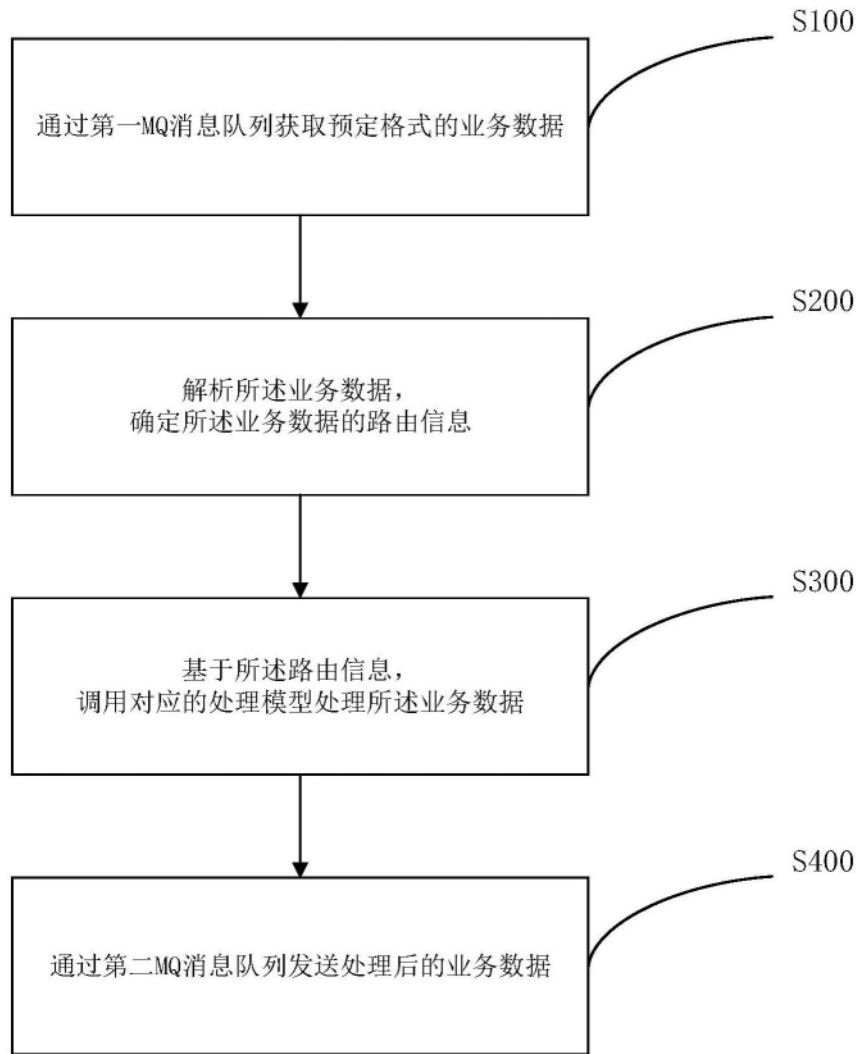 S100
通过第一MQ消息队列获取预定格式的业务数据
S200
解析所述业务数据，
确定所述业务数据的路由信息
S300
基于所述路由信息，
调用对应的处理模型处理所述业务数据
S400
通过第二MQ消息队列发送处理后的业务数据